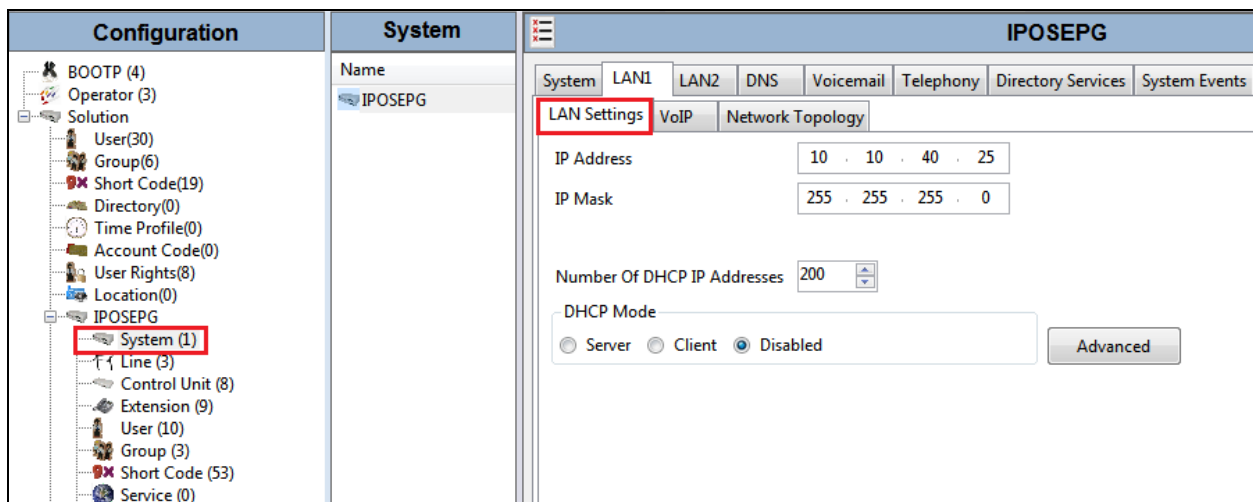 Configuration
BOOTP (4)
Operator (3)
Solution
User(30)
Group(6)
Short Code(19)
Directory(0)
Time Profile(0)
Account Code(0)
User Rights(8)
Location(0)
IPOSEPG
System (1)
Line (3)
Control Unit (8)
Extension (9)
User (10)
Group (3)
Short Code (53)
Service (0)
System
Name
IPOSEPG
IPOSEPG
System LAN1 LAN2 DNS Voicemail Telephony Directory Services System Events
LAN Settings VoIP Network Topology
IP Address 10 . 10 . 40 . 25
IP Mask 255 . 255 . 255 . 0
Number Of DHCP IP Addresses 200
DHCP Mode
Server Client Disabled Advanced